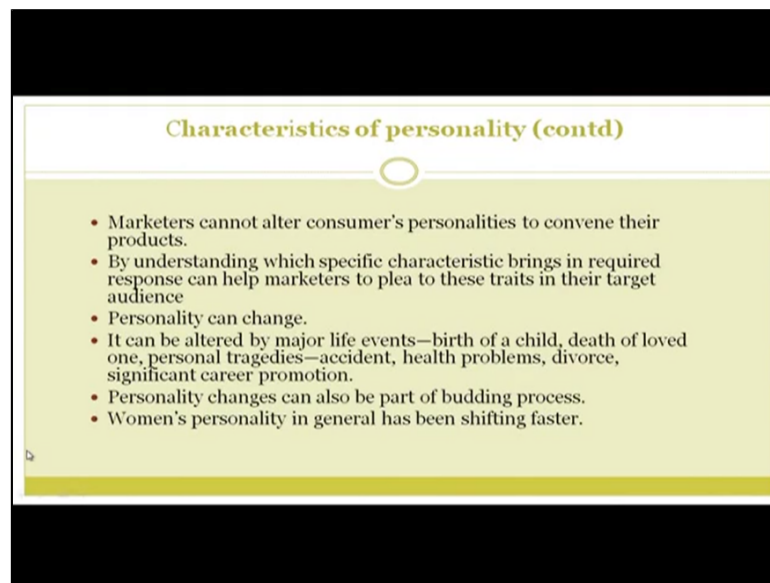 Characteristics of personality (contd)
• Marketers cannot alter consumer's personalities to convene their
products.
• By understanding which specific characteristic brings in required
response can help marketers to plea to these traits in their target
audience
• Personality can change.
• It can be altered by major life events—birth of a child, death of loved
one, personal tragedies—accident, health problems, divorce,
significant career promotion.
• Personality changes can also be part of budding process.
• Women's personality in general has been shifting faster.